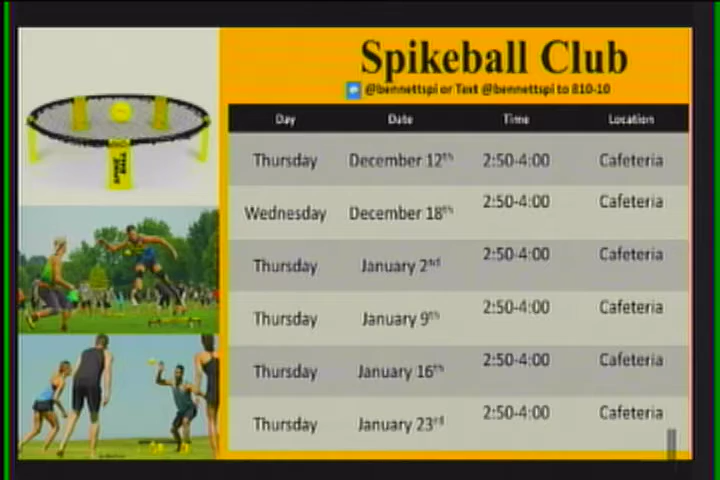 Spikeball Club
@bennettspi or Text @bennettspi to 810-10
Day Date Time Location
Thursday December 12th 2:50-4:00 Cafeteria
Wednesday December 18th 2:50-4:00 Cafeteria
Thursday January 2nd 2:50-4:00 Cafeteria
Thursday January 9th 2:50-4:00 Cafeteria
Thursday January 16th 2:50-4:00 Cafeteria
Thursday January 23rd 2:50-4:00 Cafeteria
SPIKE
BALL